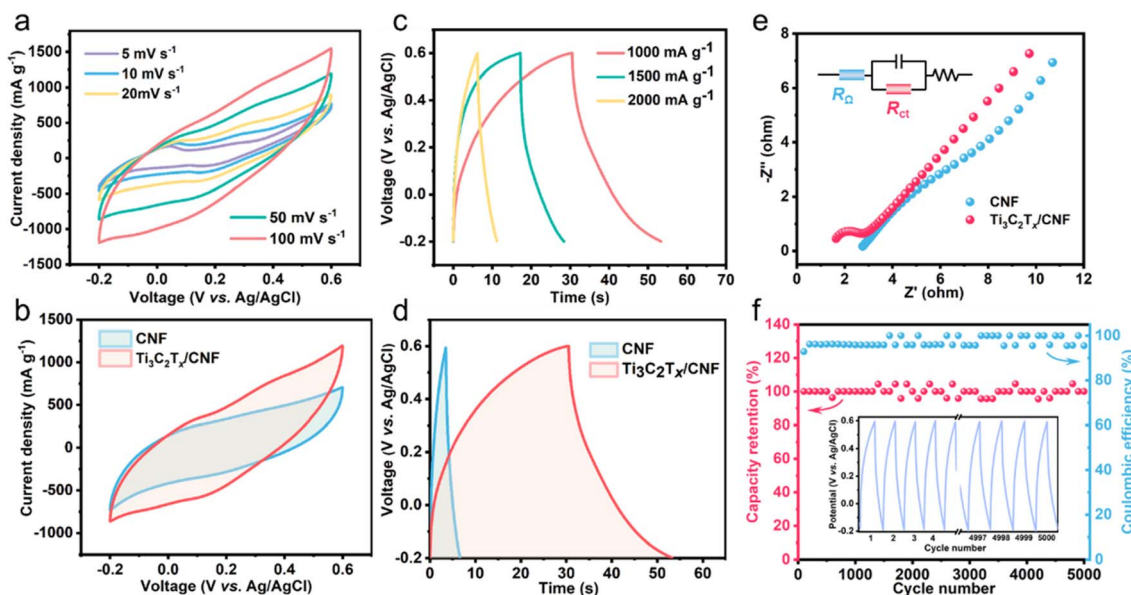 a
Current density (mA g⁻¹)
1500
1000
500
0
-500
-1000
-1500
5 mV s⁻¹
10 mV s⁻¹
20mV s⁻¹
50 mV s⁻¹
100 mV s⁻¹
-0.2 0.0 0.2 0.4 0.6
Voltage (V vs. Ag/AgCl)
b
Current density (mA g⁻¹)
1500
1000
500
0
-500
-1000
CNF
Ti₃C₂Tₓ/CNF
-0.2 0.0 0.2 0.4 0.6
Voltage (V vs. Ag/AgCl)
c
Voltage (V vs. Ag/AgCl)
0.6
0.4
0.2
0.0
-0.2
1000 mA g⁻¹
1500 mA g⁻¹
2000 mA g⁻¹
0 10 20 30 40 50 60 70
Time (s)
d
Voltage (V vs. Ag/AgCl)
0.6
0.4
0.2
0.0
-0.2
CNF
Ti₃C₂Tₓ/CNF
0 10 20 30 40 50 60
Time (s)
e
-Z'' (ohm)
8
6
4
2
0
RΩ
Rct
CNF
Ti₃C₂Tₓ/CNF
0 2 4 6 8 10 12
Z' (ohm)
f
Capacity retention (%)
140
120
100
80
60
40
20
0
Potential (V vs. Ag/AgCl)
0.6
0.3
0.0
-0.2
1 2 3 4 4997 4998 4999 5000
Cycle number
100
80
60
40
20
0
Coulombic efficiency (%)
0 1000 2000 3000 4000 5000
Cycle number